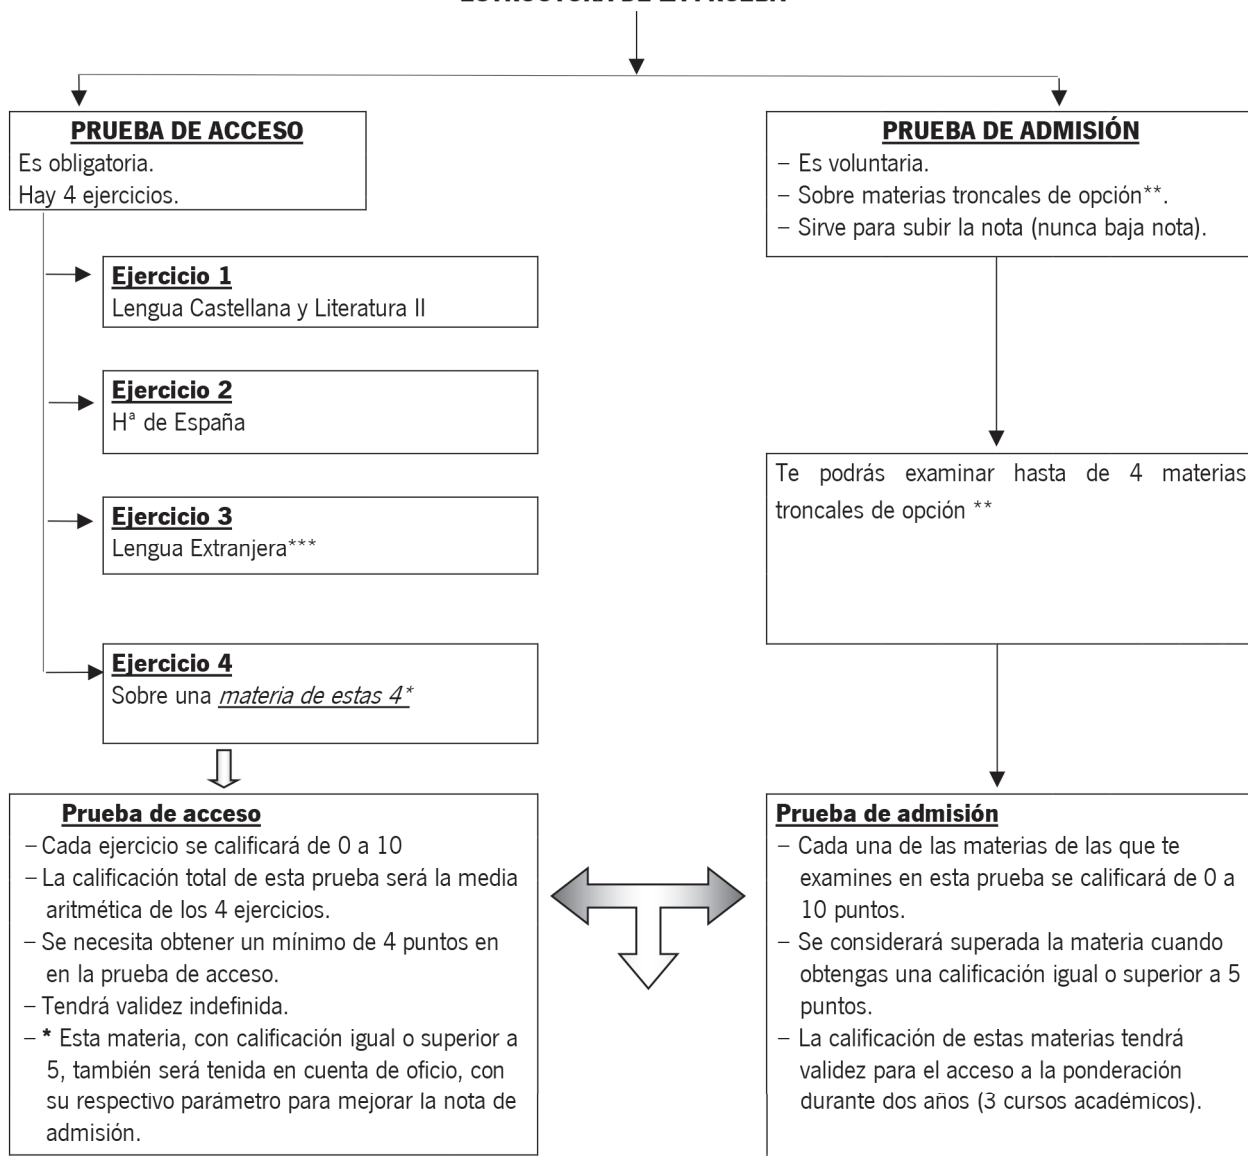 PRUEBA DE ACCESO
Es obligatoria.
Hay 4 ejercicios.
Ejercicio 1
Lengua Castellana y Literatura II
Ejercicio 2
Hª de España
Ejercicio 3
Lengua Extranjera***
Ejercicio 4
Sobre una materia de estas 4*
Prueba de acceso
– Cada ejercicio se calificará de 0 a 10
– La calificación total de esta prueba será la media
aritmética de los 4 ejercicios.
– Se necesita obtener un mínimo de 4 puntos en
en la prueba de acceso.
– Tendrá validez indefinida.
– * Esta materia, con calificación igual o superior a
5, también será tenida en cuenta de oficio, con
su respectivo parámetro para mejorar la nota de
admisión.
PRUEBA DE ADMISIÓN
– Es voluntaria.
– Sobre materias troncales de opción**.
– Sirve para subir la nota (nunca baja nota).
Te podrás examinar hasta de 4 materias
troncales de opción **
Prueba de admisión
– Cada una de las materias de las que te
examines en esta prueba se calificará de 0 a
10 puntos.
– Se considerará superada la materia cuando
obtengas una calificación igual o superior a 5
puntos.
– La calificación de estas materias tendrá
validez para el acceso a la ponderación
durante dos años (3 cursos académicos).